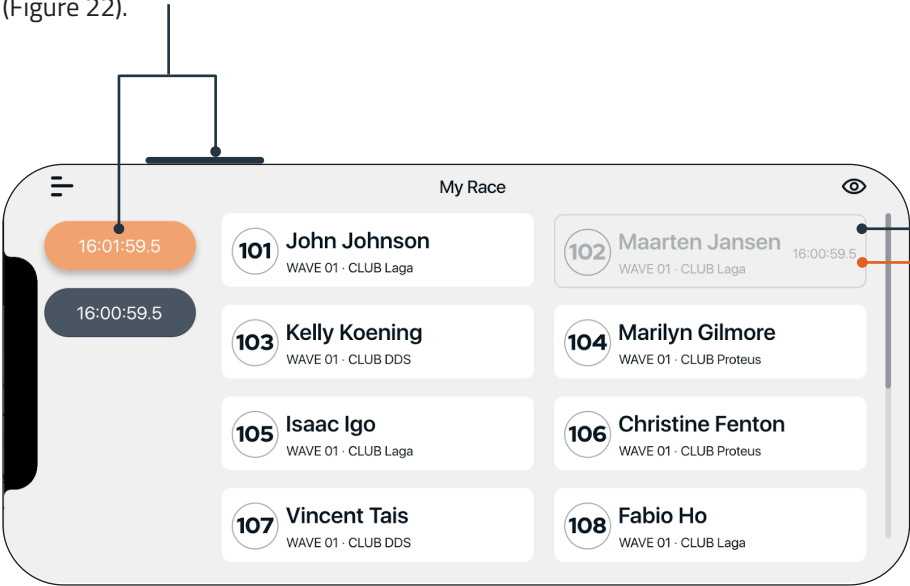 (Figure 22).
My Race
16:01:59.5
16:00:59.5
101 John Johnson
WAVE 01 · CLUB Laga
102 Maarten Jansen 16:00:59.5
WAVE 01 · CLUB Laga
103 Kelly Koening
WAVE 01 · CLUB DDS
104 Marilyn Gilmore
WAVE 01 · CLUB Proteus
105 Isaac Igo
WAVE 01 · CLUB Laga
106 Christine Fenton
WAVE 01 · CLUB Proteus
107 Vincent Tais
WAVE 01 · CLUB DDS
108 Fabio Ho
WAVE 01 · CLUB Laga